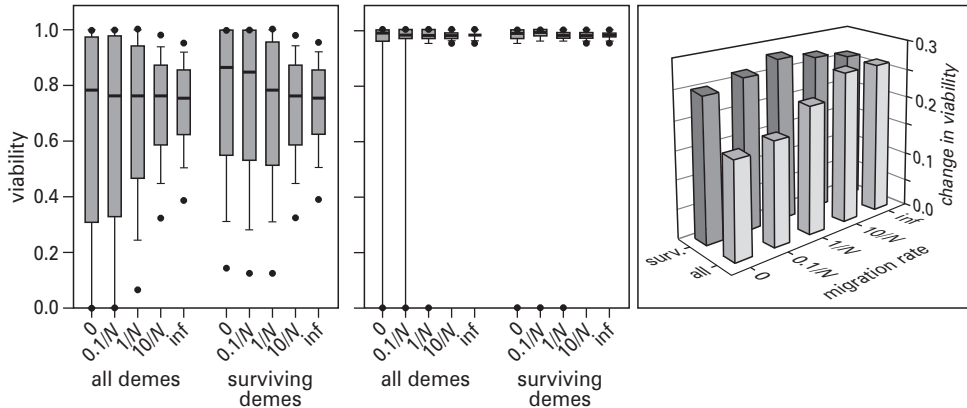 viability
1.0
0.8
0.6
0.4
0.2
0.0
0 0.1/N 1/N 10/N inf
0 0.1/N 1/N 10/N inf
all demes
surviving
demes
0 0.1/N 1/N 10/N inf
0 0.1/N 1/N 10/N inf
all demes
surviving
demes
0.3
0.2
0.1
0.0
change in viability
surv.
all
0 0.1/N 1/N 10/N inf
migration rate